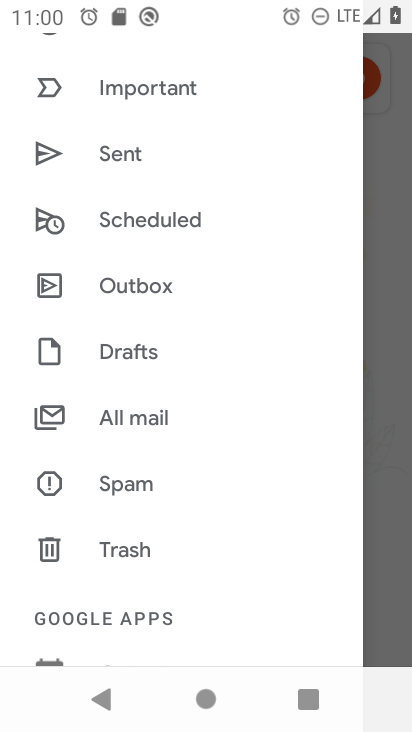 11:00 LTE
Important
Sent
Scheduled
Outbox
Drafts
All mail
Spam
Trash
GOOGLE APPS